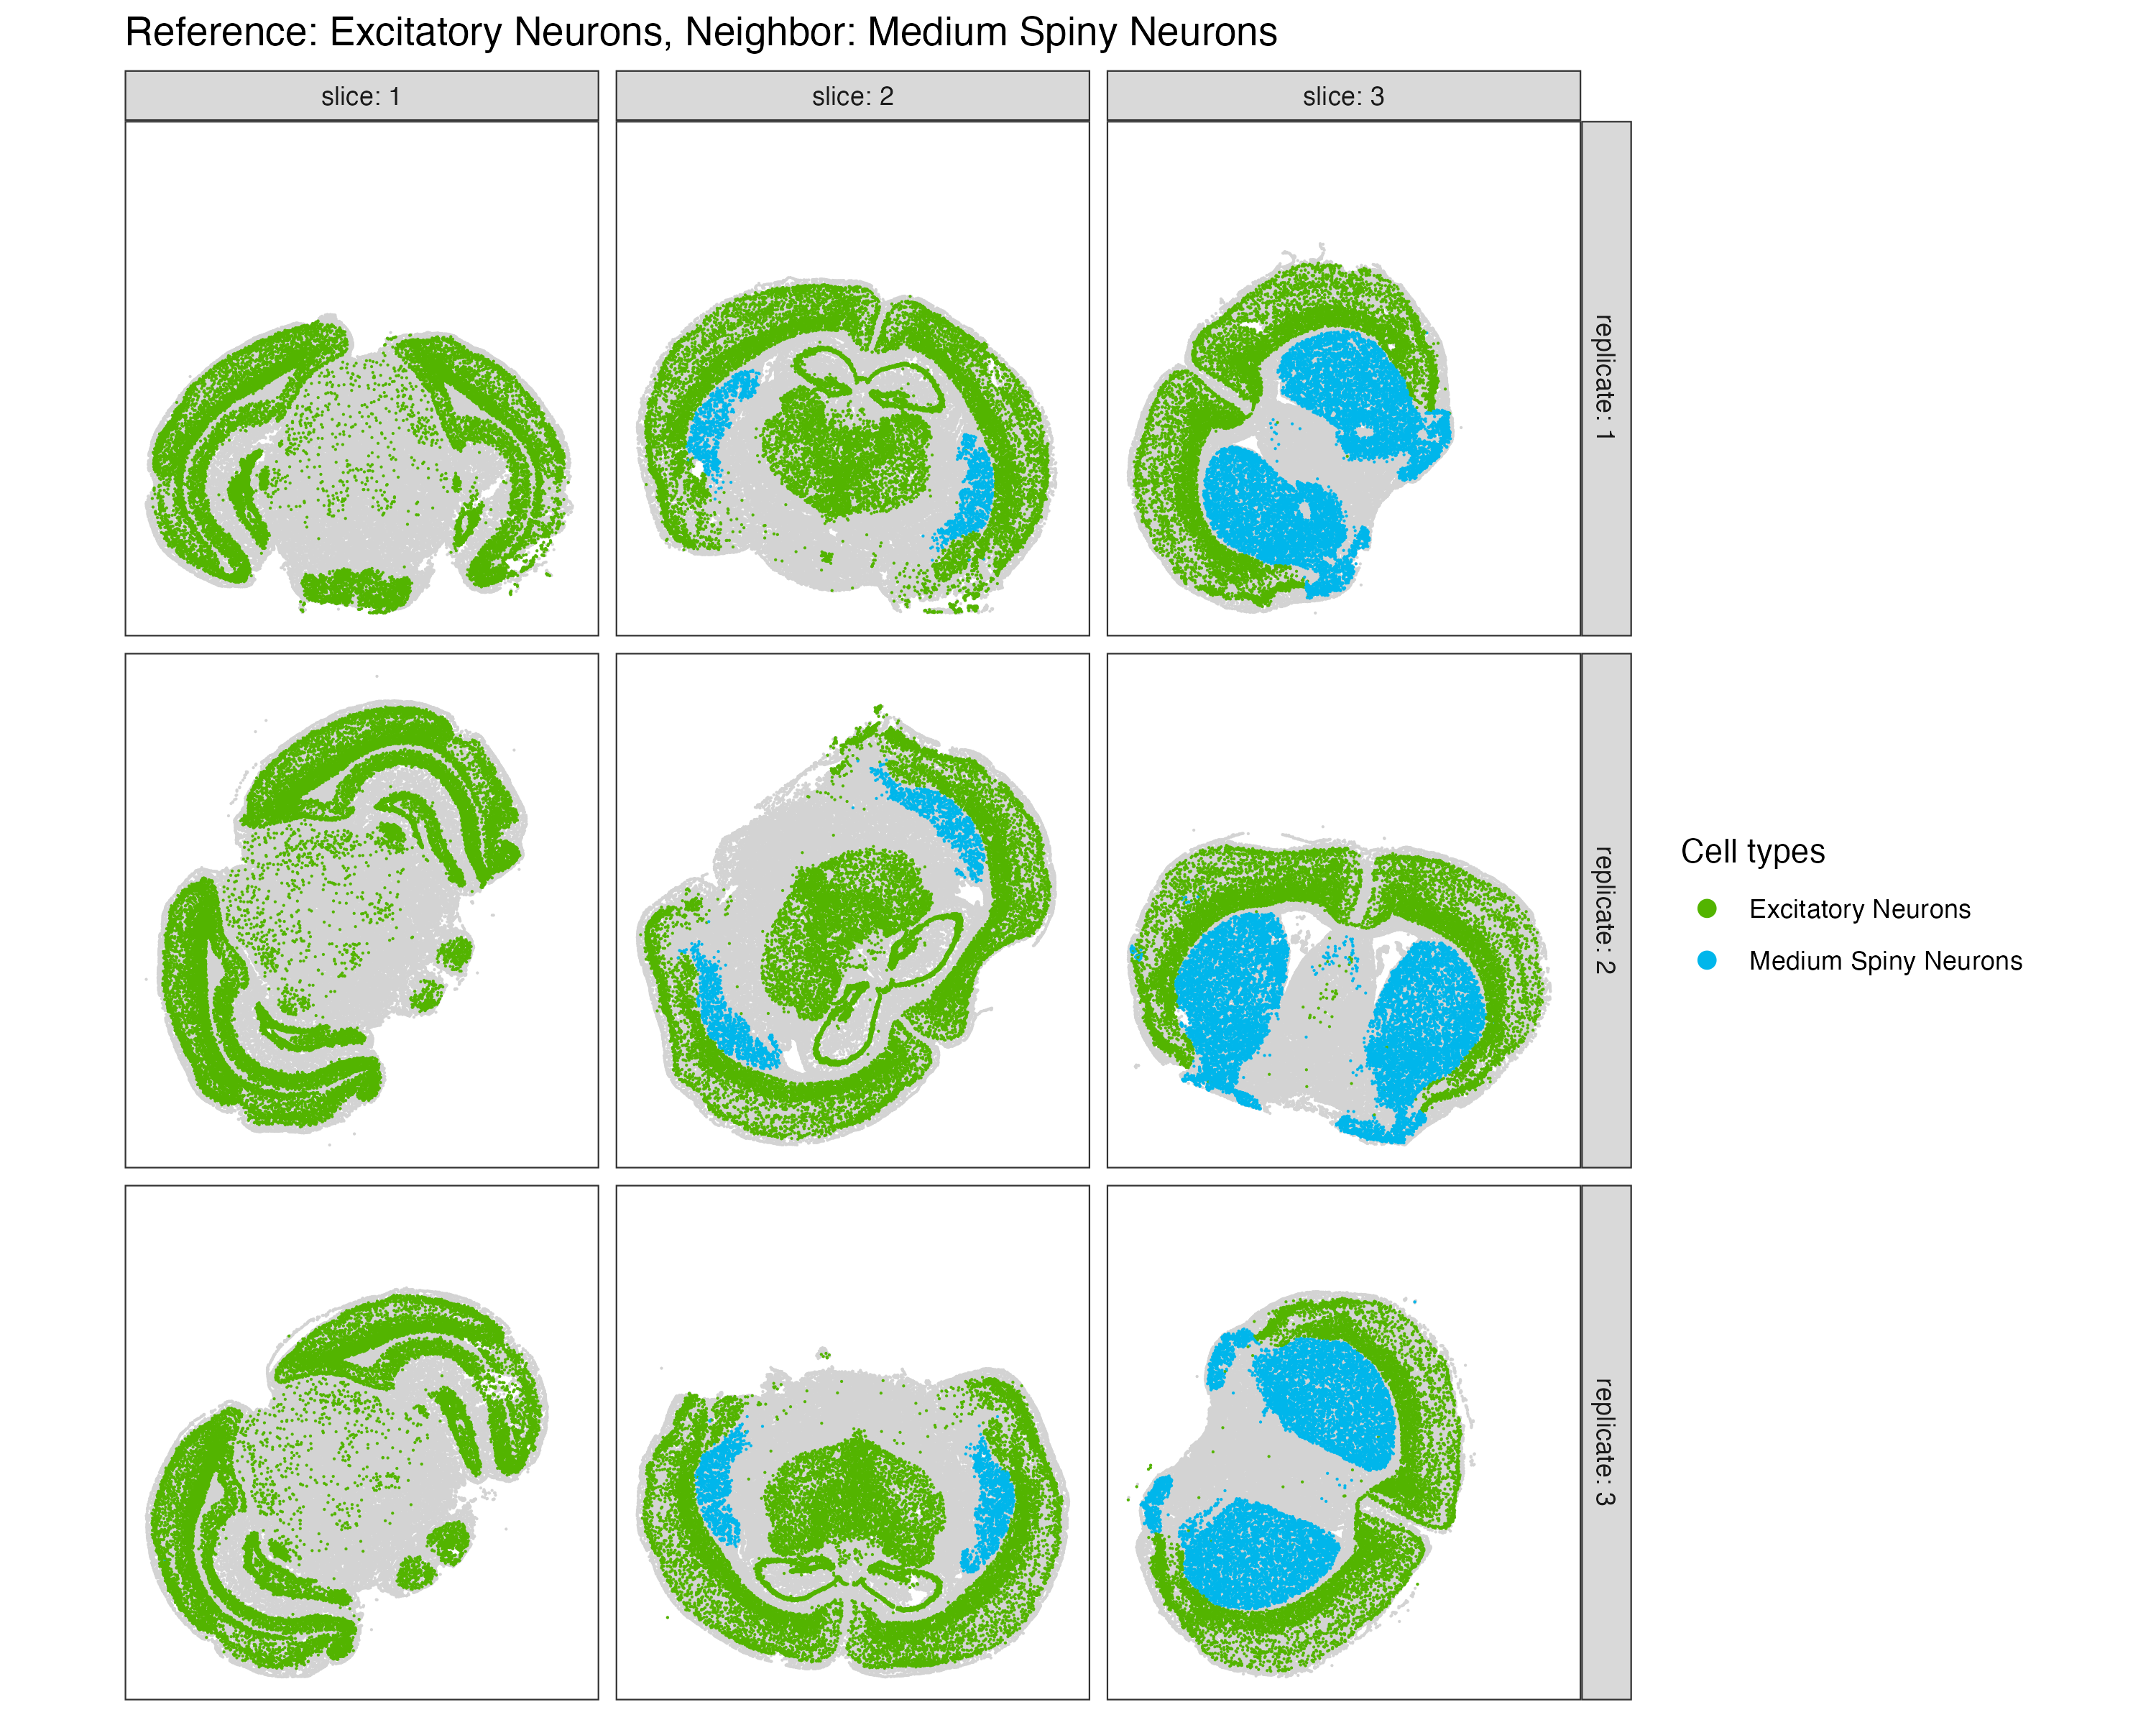 Reference: Excitatory Neurons, Neighbor: Medium Spiny Neurons
slice: 1
slice: 2
slice: 3
replicate: 1
replicate: 2
replicate: 3
Cell types
Excitatory Neurons
Medium Spiny Neurons